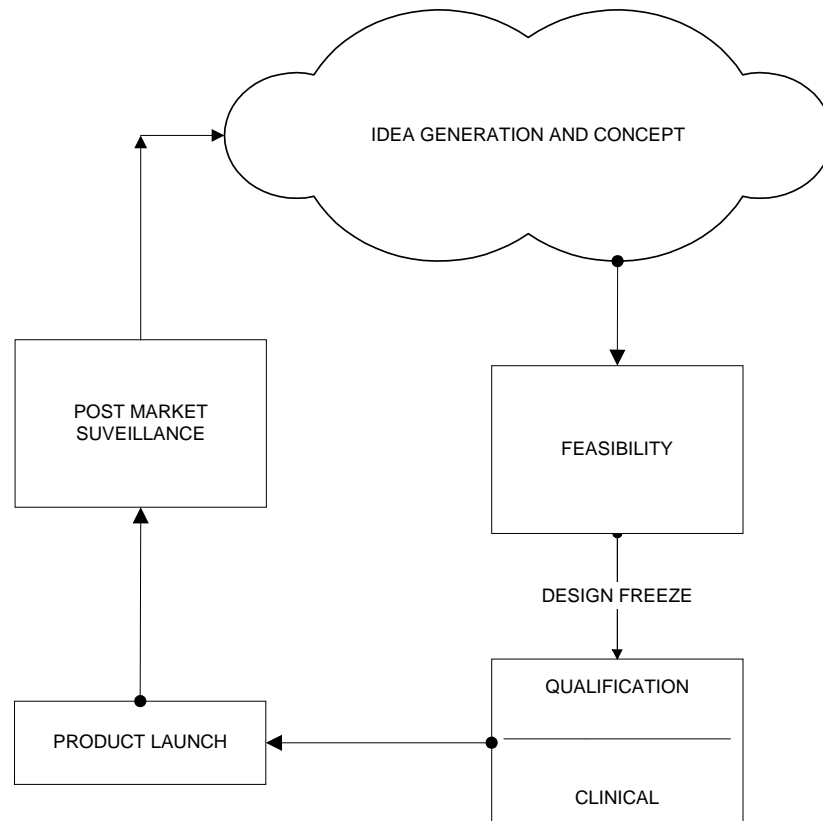 IDEA GENERATION AND CONCEPT
POST MARKET
SUVEILLANCE
FEASIBILITY
DESIGN FREEZE
QUALIFICATION
PRODUCT LAUNCH
CLINICAL